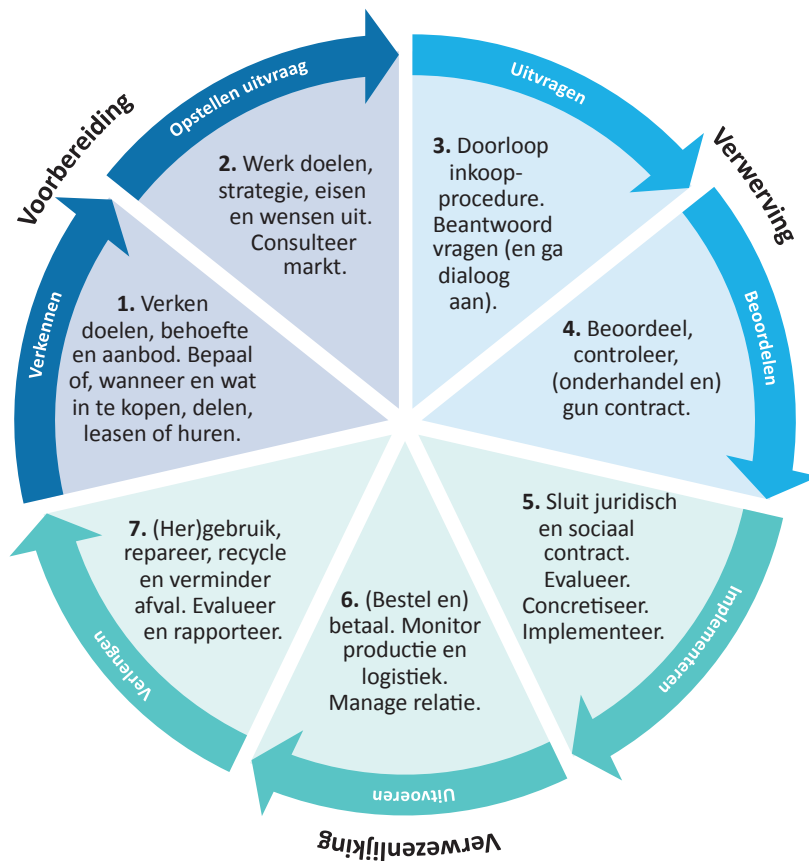 Voorbereiding
Verkennen
1. Verken
doelen, behoefte
en aanbod. Bepaal
of, wanneer en wat
in te kopen, delen,
leasen of huren.
Opstellen uitvraag
2. Werk doelen,
strategie, eisen
en wensen uit.
Consulteer
markt.
Verwerving
Uitvragen
3. Doorloop
inkoop-
procedure.
Beantwoord
vragen (en ga
dialoog
aan).
Beoordelen
4. Beoordeel,
controleer,
(onderhandel en)
gun contract.
Verwezenlijking
Implementeren
5. Sluit juridisch
en sociaal
contract.
Evalueer.
Concretiseer.
Implementeer.
Uitvoeren
6. (Bestel en)
betaal. Monitor
productie en
logistiek.
Manage relatie.
Verlengen
7. (Her)gebruik,
repareer, recycle
en verminder
afval. Evalueer
en rapporteer.